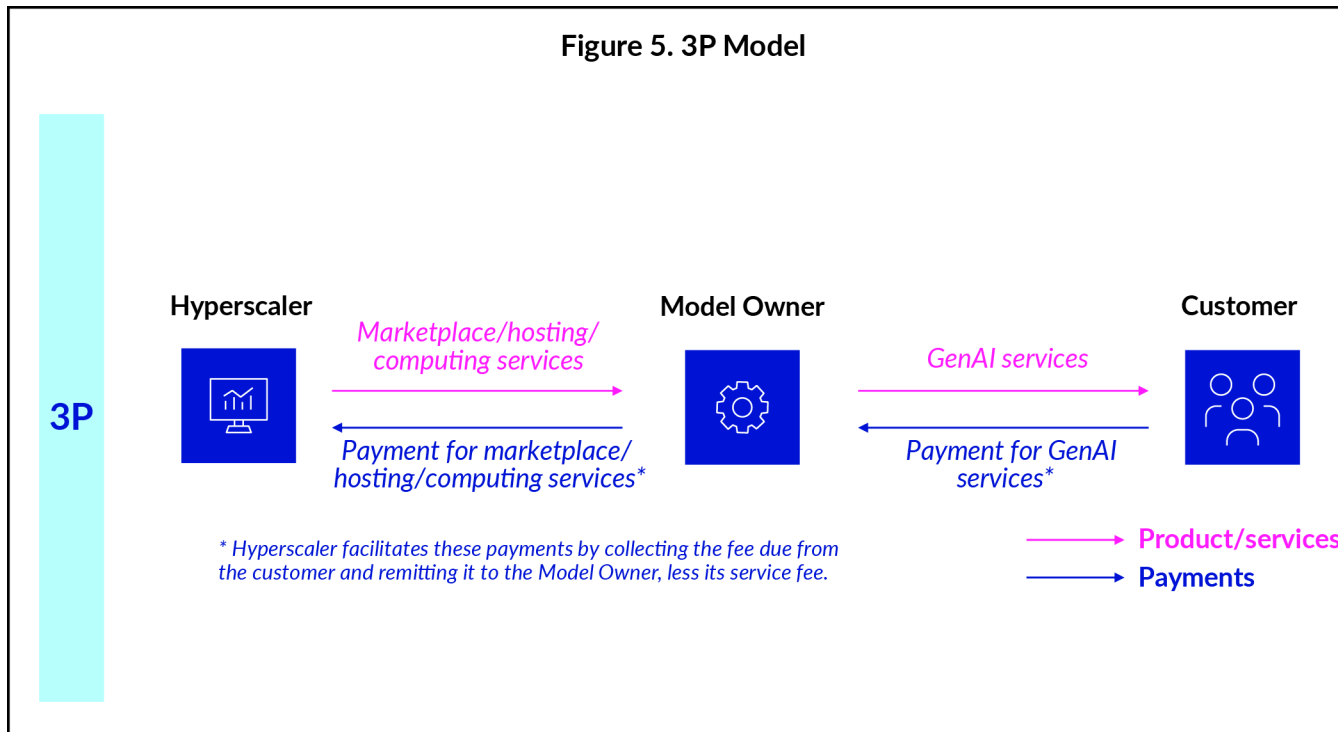 Figure 5. 3P Model
3P
Hyperscaler
Model Owner
Customer
Marketplace/hosting/
computing services
GenAI services
Payment for marketplace/
hosting/computing services*
Payment for GenAI
services*
* Hyperscaler facilitates these payments by collecting the fee due from
the customer and remitting it to the Model Owner, less its service fee.
Product/services
Payments